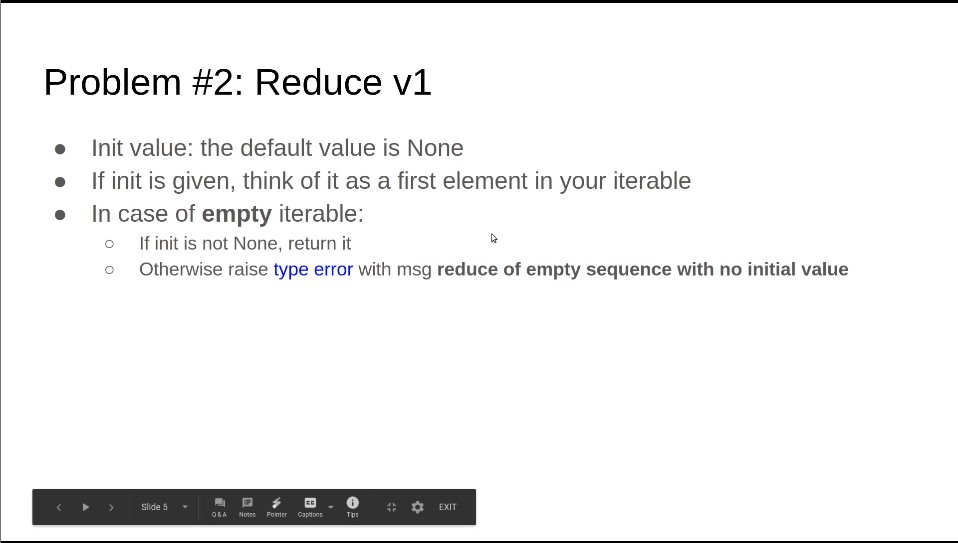 Problem #2: Reduce v1
● Init value: the default value is None
● If init is given, think of it as a first element in your iterable
● In case of empty iterable:
○ If init is not None, return it
○ Otherwise raise type error with msg reduce of empty sequence with no initial value
Slide 5
Q & A
Notes
Pointer
CC
Captions
Tips
EXIT